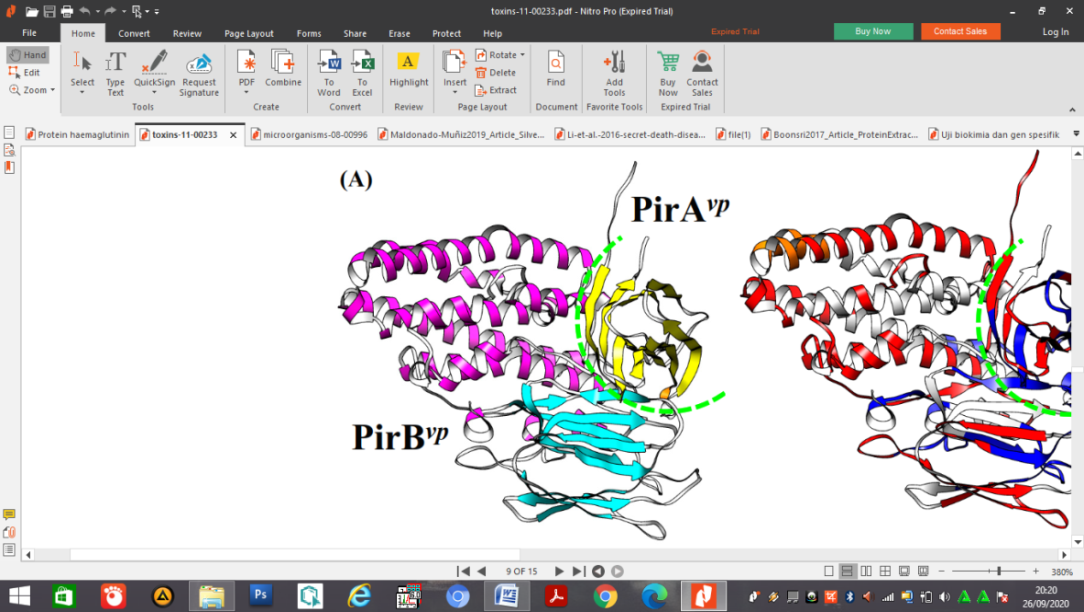 toxins-11-00233.pdf - Nitro Pro (Expired Trial)
File Home Convert Review Page Layout Forms Share Erase Protect Help Expired Trial Buy Now Contact Sales Log In
Hand
Edit
Zoom
Select
Type Text
QuickSign
Request Signature
Tools
PDF
Combine
Create
To Word
To Excel
Convert
Highlight
Review
Insert
Rotate
Delete
Extract
Page Layout
Find
Document
Add Tools
Favorite Tools
Buy Now
Contact Sales
Expired Trial
Protein haemaglutinin toxins-11-00233 microorganisms-08-00996 Maldonado-Muñiz2019_Article_Silve... Li-et-al.-2016-secret-death-disea... file(1) Boonsri2017_Article_ProteinExtrac... Uji biokimia dan gen spesifik
(A)
PirAvp
PirBvp
9 OF 15
380%
20:20
26/09/2020